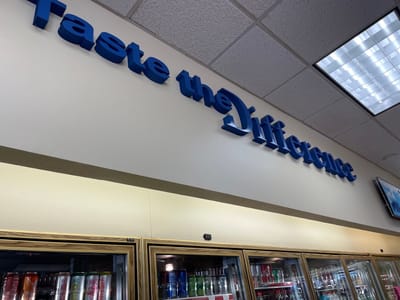 Taste the Difference